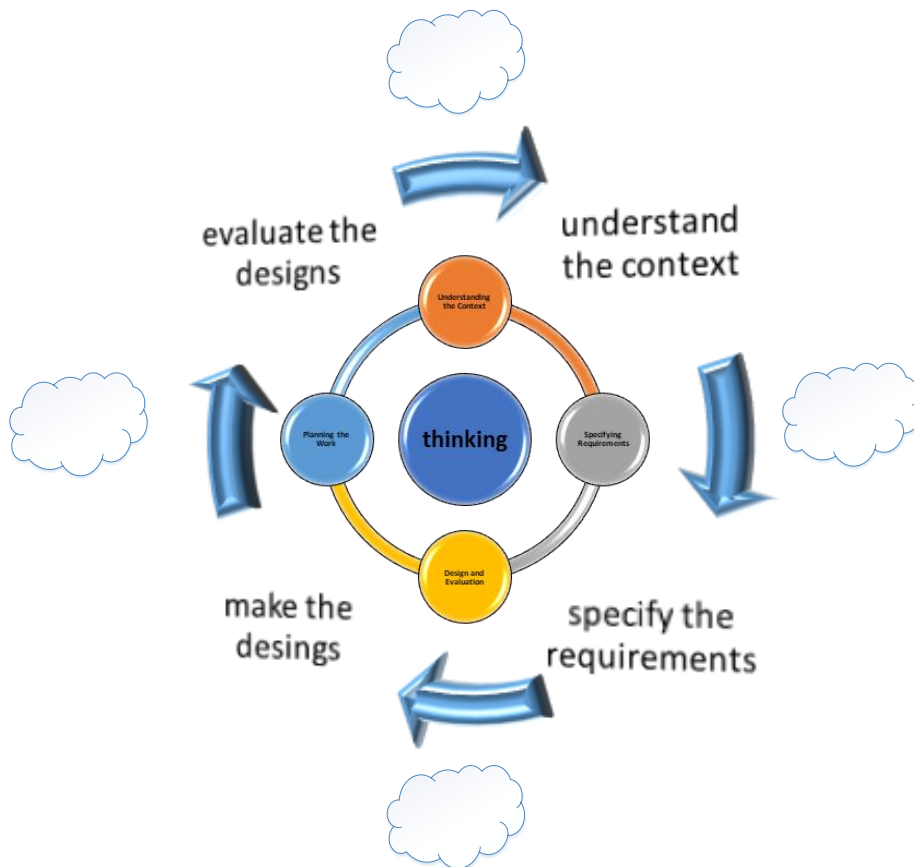 evaluate the
designs
understand
the context
Understanding
the Context
Planning the
Work
thinking
Specifying
Requirements
Design and
Evaluation
make the
desings
specify the
requirements